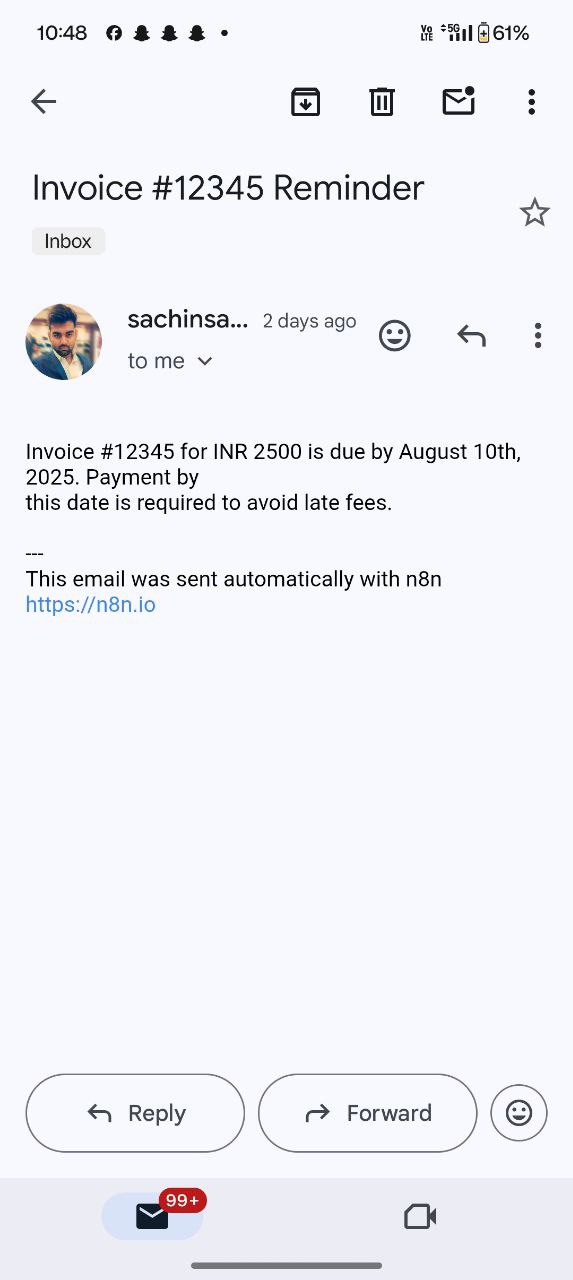 10:48
Vo LTE 5G 61%
Invoice #12345 Reminder
Inbox
sachinsa... 2 days ago
to me
Invoice #12345 for INR 2500 is due by August 10th,
2025. Payment by
this date is required to avoid late fees.
---
This email was sent automatically with n8n
https://n8n.io
Reply
Forward
99+